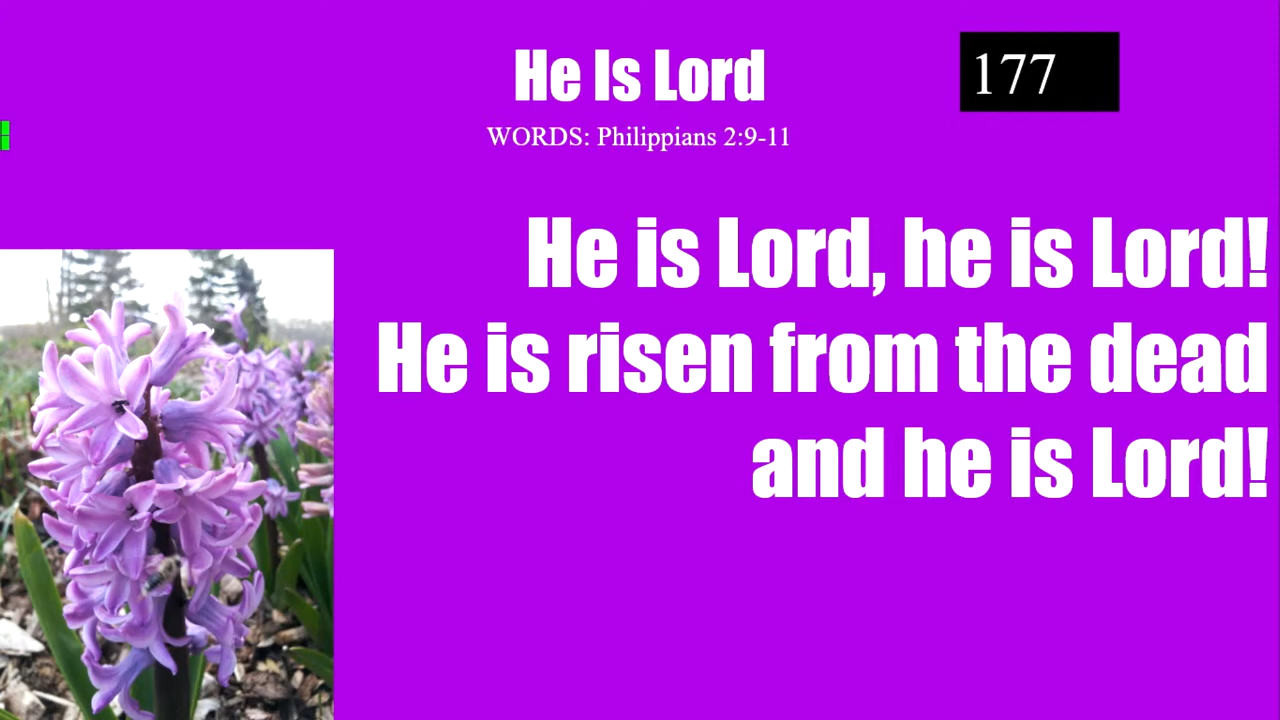 He Is Lord
177
WORDS: Philippians 2:9-11
He is Lord, he is Lord!
He is risen from the dead
and he is Lord!